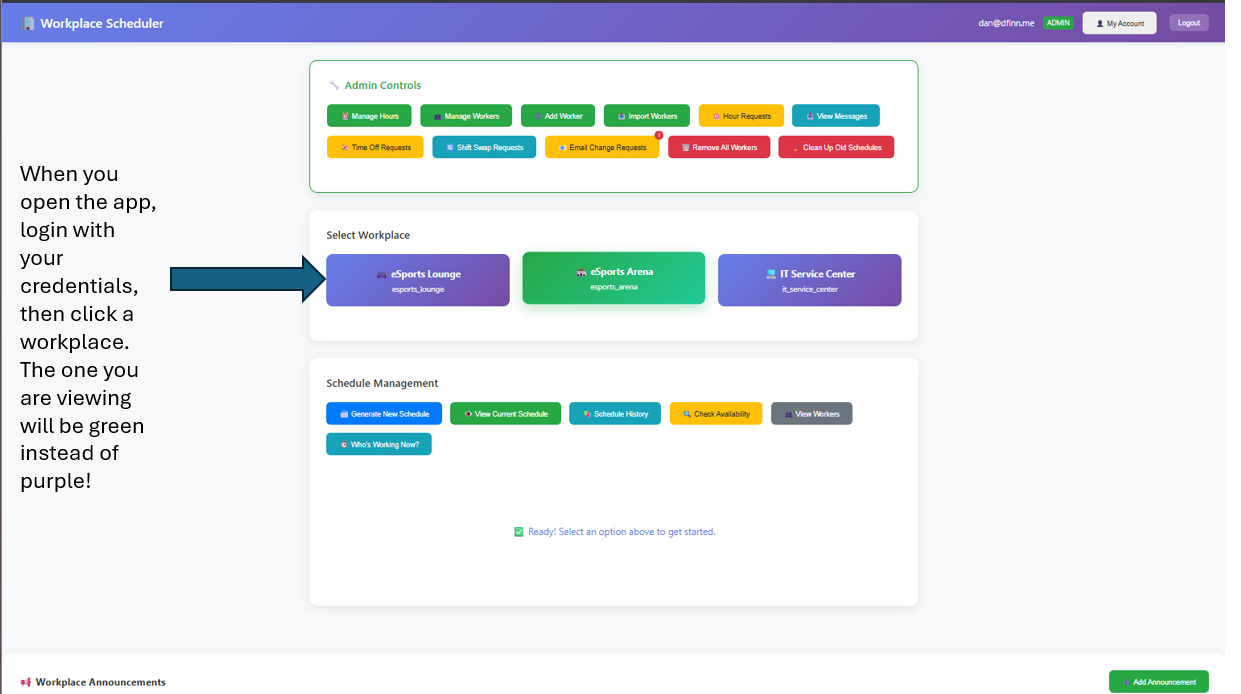 Workplace Scheduler
dan@dfinn.me ADMIN My Account Logout
Admin Controls
Manage Hours Manage Workers Add Worker Import Workers Hour Requests View Messages
Time Off Requests Shift Swap Requests Email Change Requests ! Remove All Workers Clean Up Old Schedules
When you
open the app,
login with
your
credentials,
then click a
workplace.
The one you
are viewing
will be green
instead of
purple!
Select Workplace
eSports Lounge
esports_lounge
eSports Arena
esports_arena
IT Service Center
it_service_center
Schedule Management
Generate New Schedule View Current Schedule Schedule History Check Availability View Workers
Who's Working Now?
Ready! Select an option above to get started.
Workplace Announcements
Add Announcement